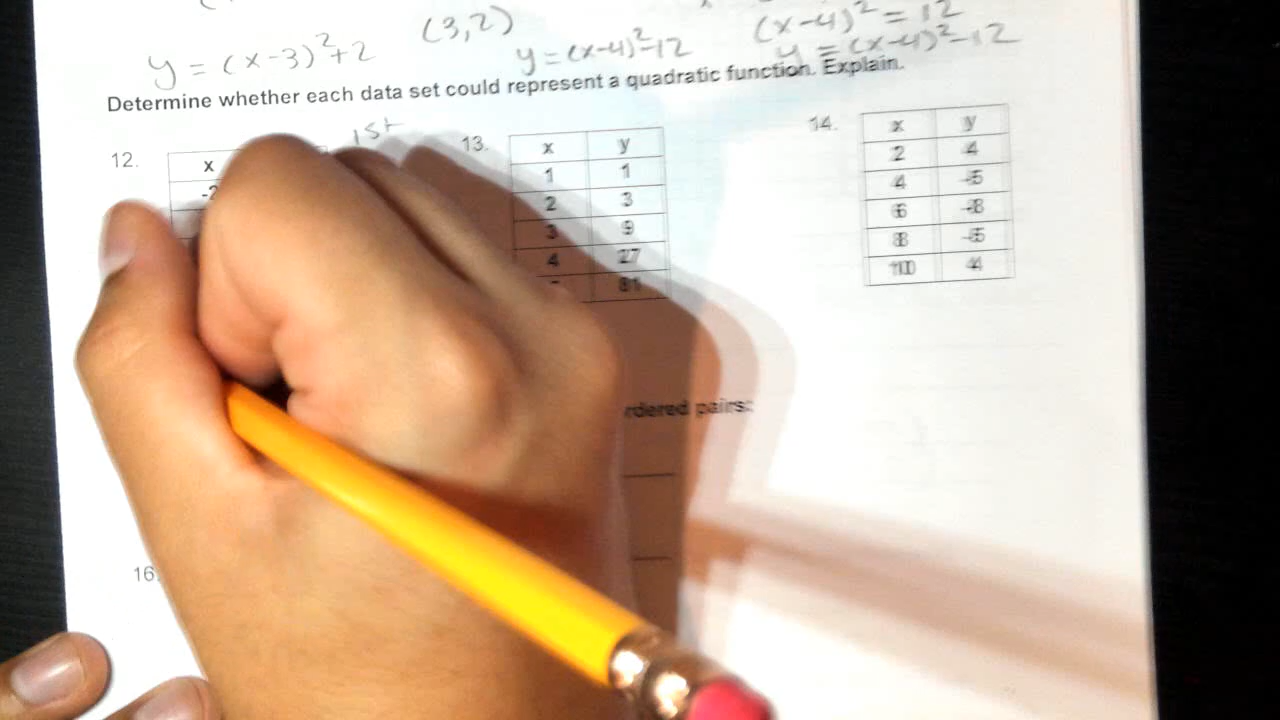 (3,2)
(x-4)² = 12
y = (x-3)²+2
y = (x-4)²-12
y = (x-4)²-12
Determine whether each data set could represent a quadratic function. Explain.
1st
12.
x
-2
13.
x y
1 1
2 3
3 9
4 27
81
14.
x y
2 4
4 -5
6 -8
8 -5
10 4
rdered pairs:
16.